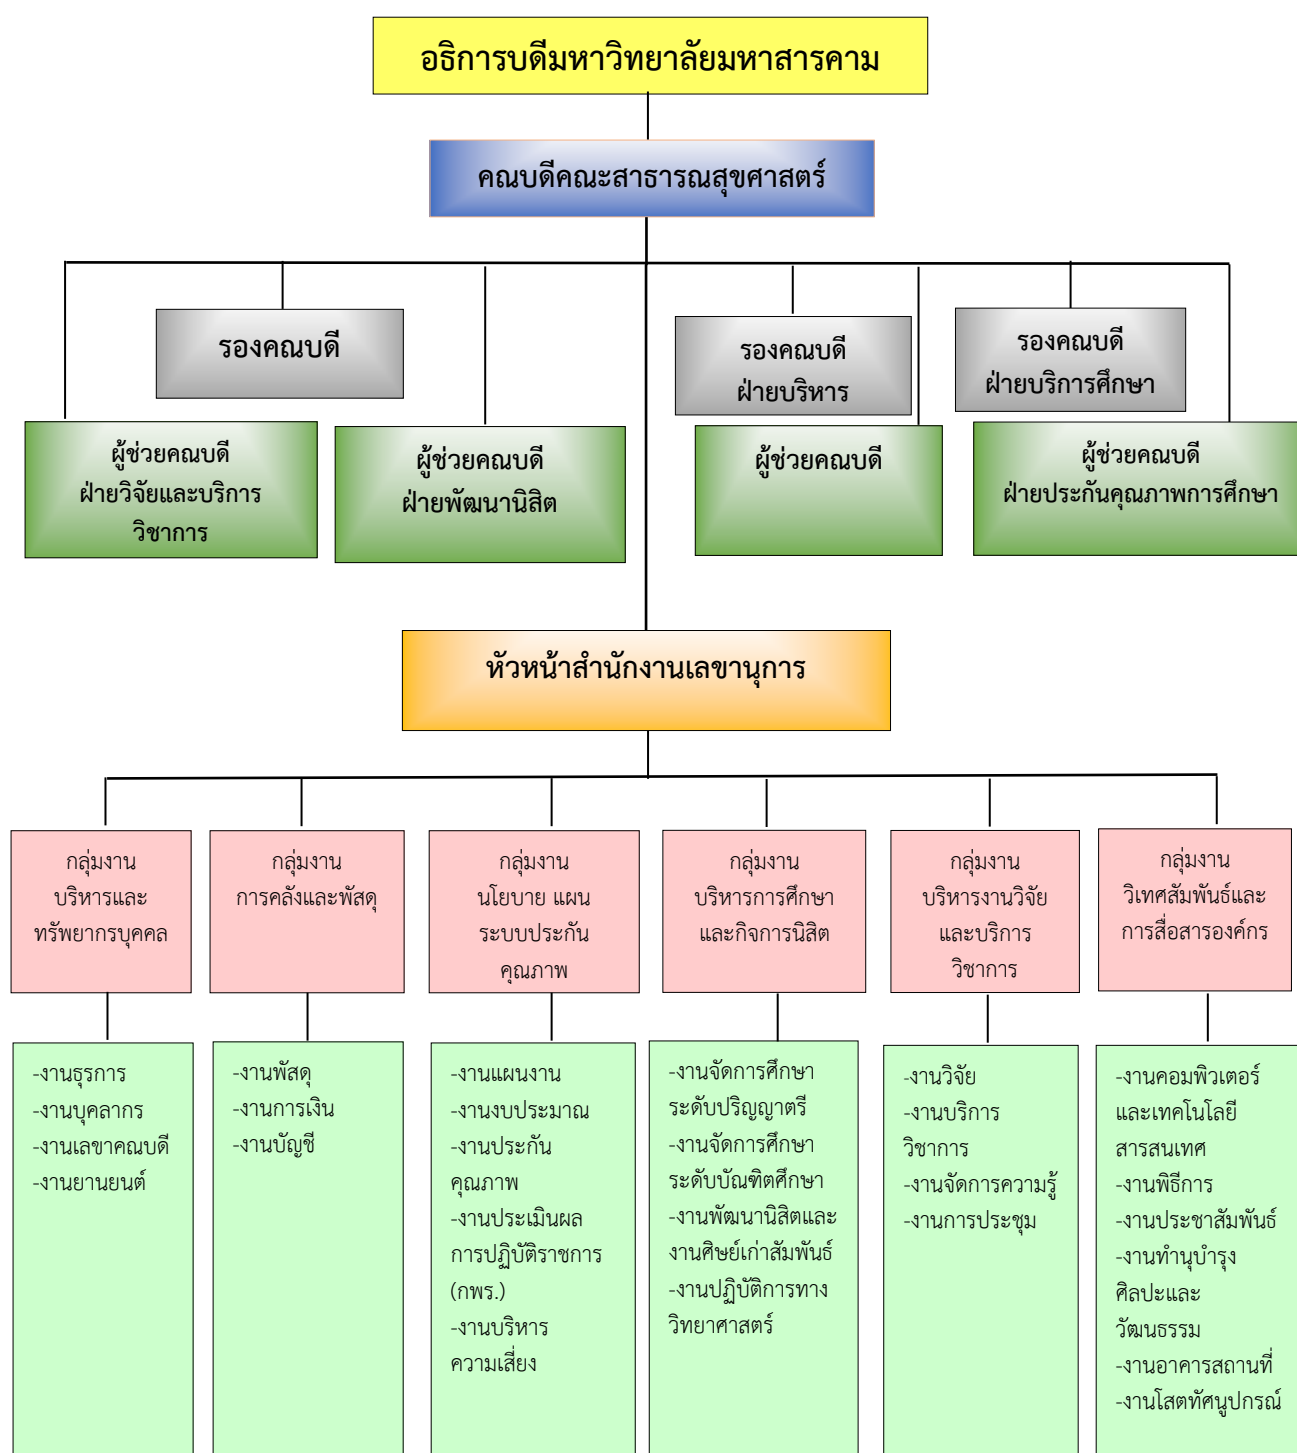 อธิการบดีมหาวิทยาลัยมหาสารคาม
คณบดีคณะสาธารณสุขศาสตร์
รองคณบดี
รองคณบดี
ฝ่ายบริหาร
รองคณบดี
ฝ่ายบริการศึกษา
ผู้ช่วยคณบดี
ฝ่ายวิจัยและบริการ
วิชาการ
ผู้ช่วยคณบดี
ฝ่ายพัฒนานิสิต
ผู้ช่วยคณบดี
ผู้ช่วยคณบดี
ฝ่ายประกันคุณภาพการศึกษา
หัวหน้าสำนักงานเลขานุการ
กลุ่มงาน
บริหารและ
ทรัพยากรบุคคล
กลุ่มงาน
การคลังและพัสดุ
กลุ่มงาน
นโยบาย แผน
ระบบประกัน
คุณภาพ
กลุ่มงาน
บริหารการศึกษา
และกิจการนิสิต
กลุ่มงาน
บริหารงานวิจัย
และบริการ
วิชาการ
กลุ่มงาน
วิเทศสัมพันธ์และ
การสื่อสารองค์กร
-งานธุรการ
-งานบุคลากร
-งานเลขาคณบดี
-งานยานยนต์
-งานพัสดุ
-งานการเงิน
-งานบัญชี
-งานแผนงาน
-งานงบประมาณ
-งานประกัน
คุณภาพ
-งานประเมินผล
การปฏิบัติราชการ
(กพร.)
-งานบริหาร
ความเสี่ยง
-งานจัดการศึกษา
ระดับปริญญาตรี
-งานจัดการศึกษา
ระดับบัณฑิตศึกษา
-งานพัฒนานิสิตและ
งานศิษย์เก่าสัมพันธ์
-งานปฏิบัติการทาง
วิทยาศาสตร์
-งานวิจัย
-งานบริการ
วิชาการ
-งานจัดการความรู้
-งานการประชุม
-งานคอมพิวเตอร์
และเทคโนโลยี
สารสนเทศ
-งานพิธีการ
-งานประชาสัมพันธ์
-งานทำนุบำรุง
ศิลปะและ
วัฒนธรรม
-งานอาคารสถานที่
-งานโสตทัศนูปกรณ์